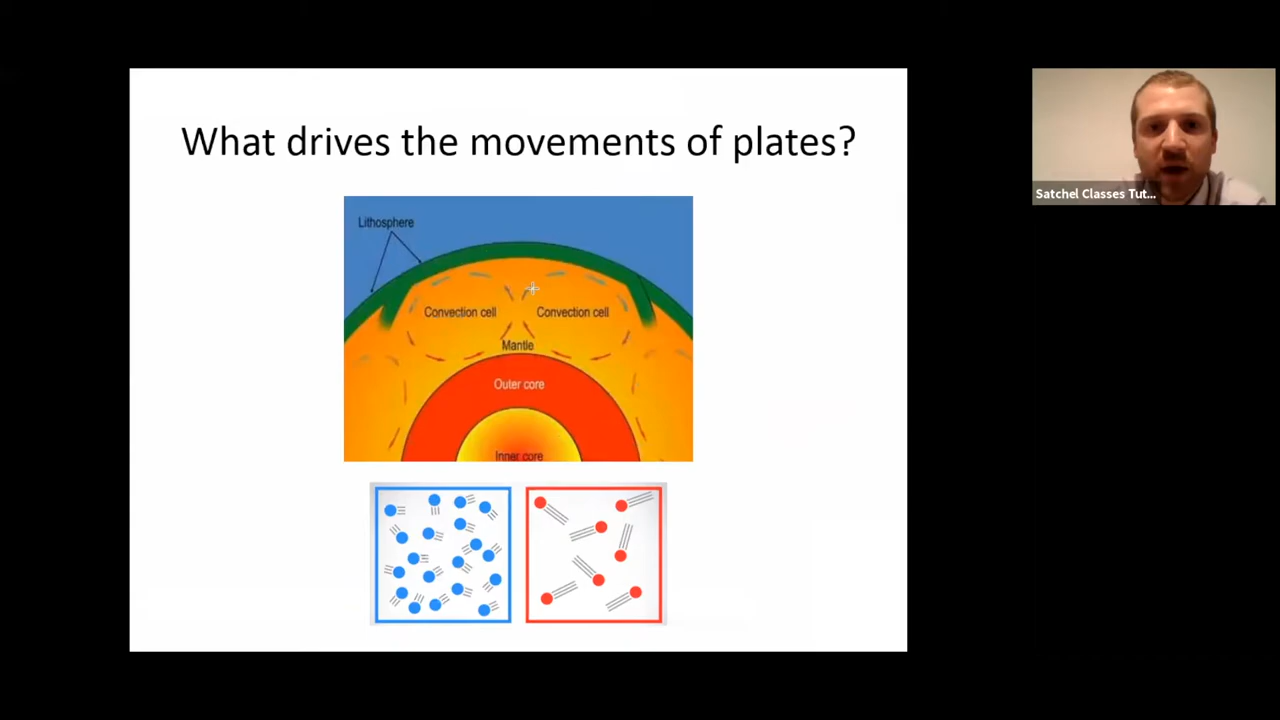 What drives the movements of plates?
Satchel Classes Tut...
Lithosphere
Convection cell
Convection cell
Mantle
Outer core
Inner core